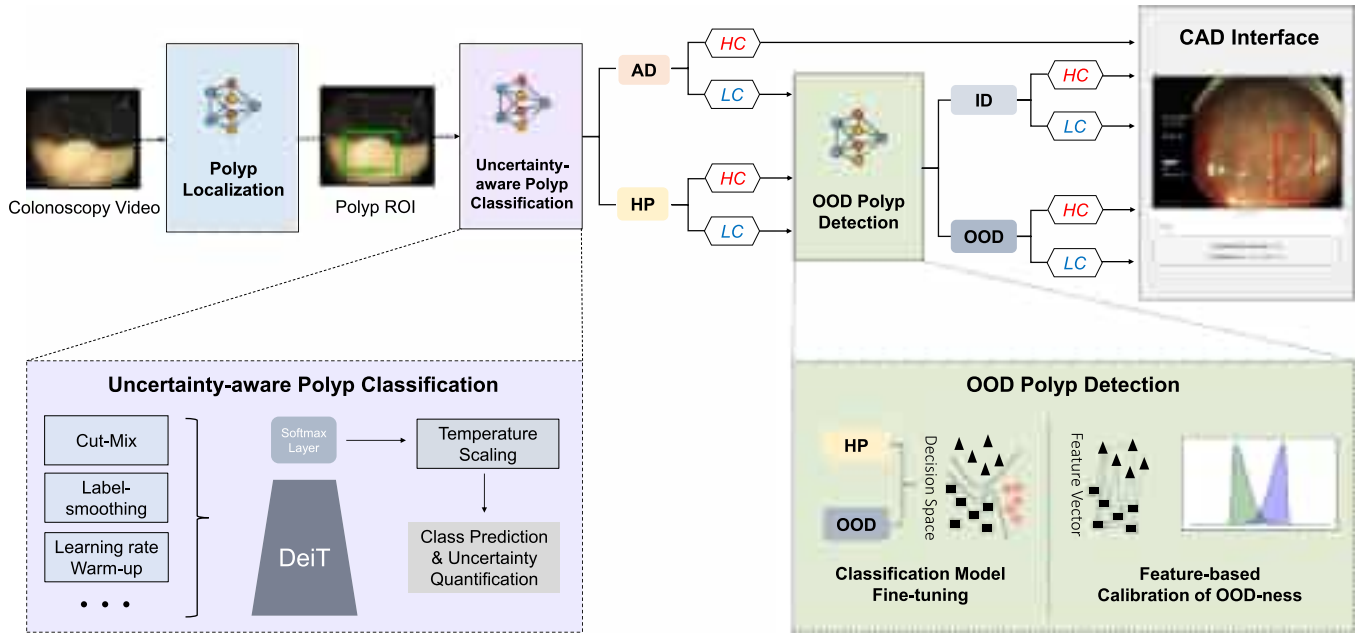 Colonoscopy Video
Polyp
Localization
Polyp ROI
Uncertainty-
aware Polyp
Classification
AD
HC
LC
HP
HC
LC
OOD Polyp
Detection
ID
HC
LC
OOD
HC
LC
CAD Interface
Uncertainty-aware Polyp Classification
Cut-Mix
Label-
smoothing
Learning rate
Warm-up
• • •
Softmax
Layer
DeiT
Temperature
Scaling
Class Prediction
& Uncertainty
Quantification
OOD Polyp Detection
HP
OOD
Decision Space
Classification Model
Fine-tuning
Feature Vector
Feature-based
Calibration of OOD-ness